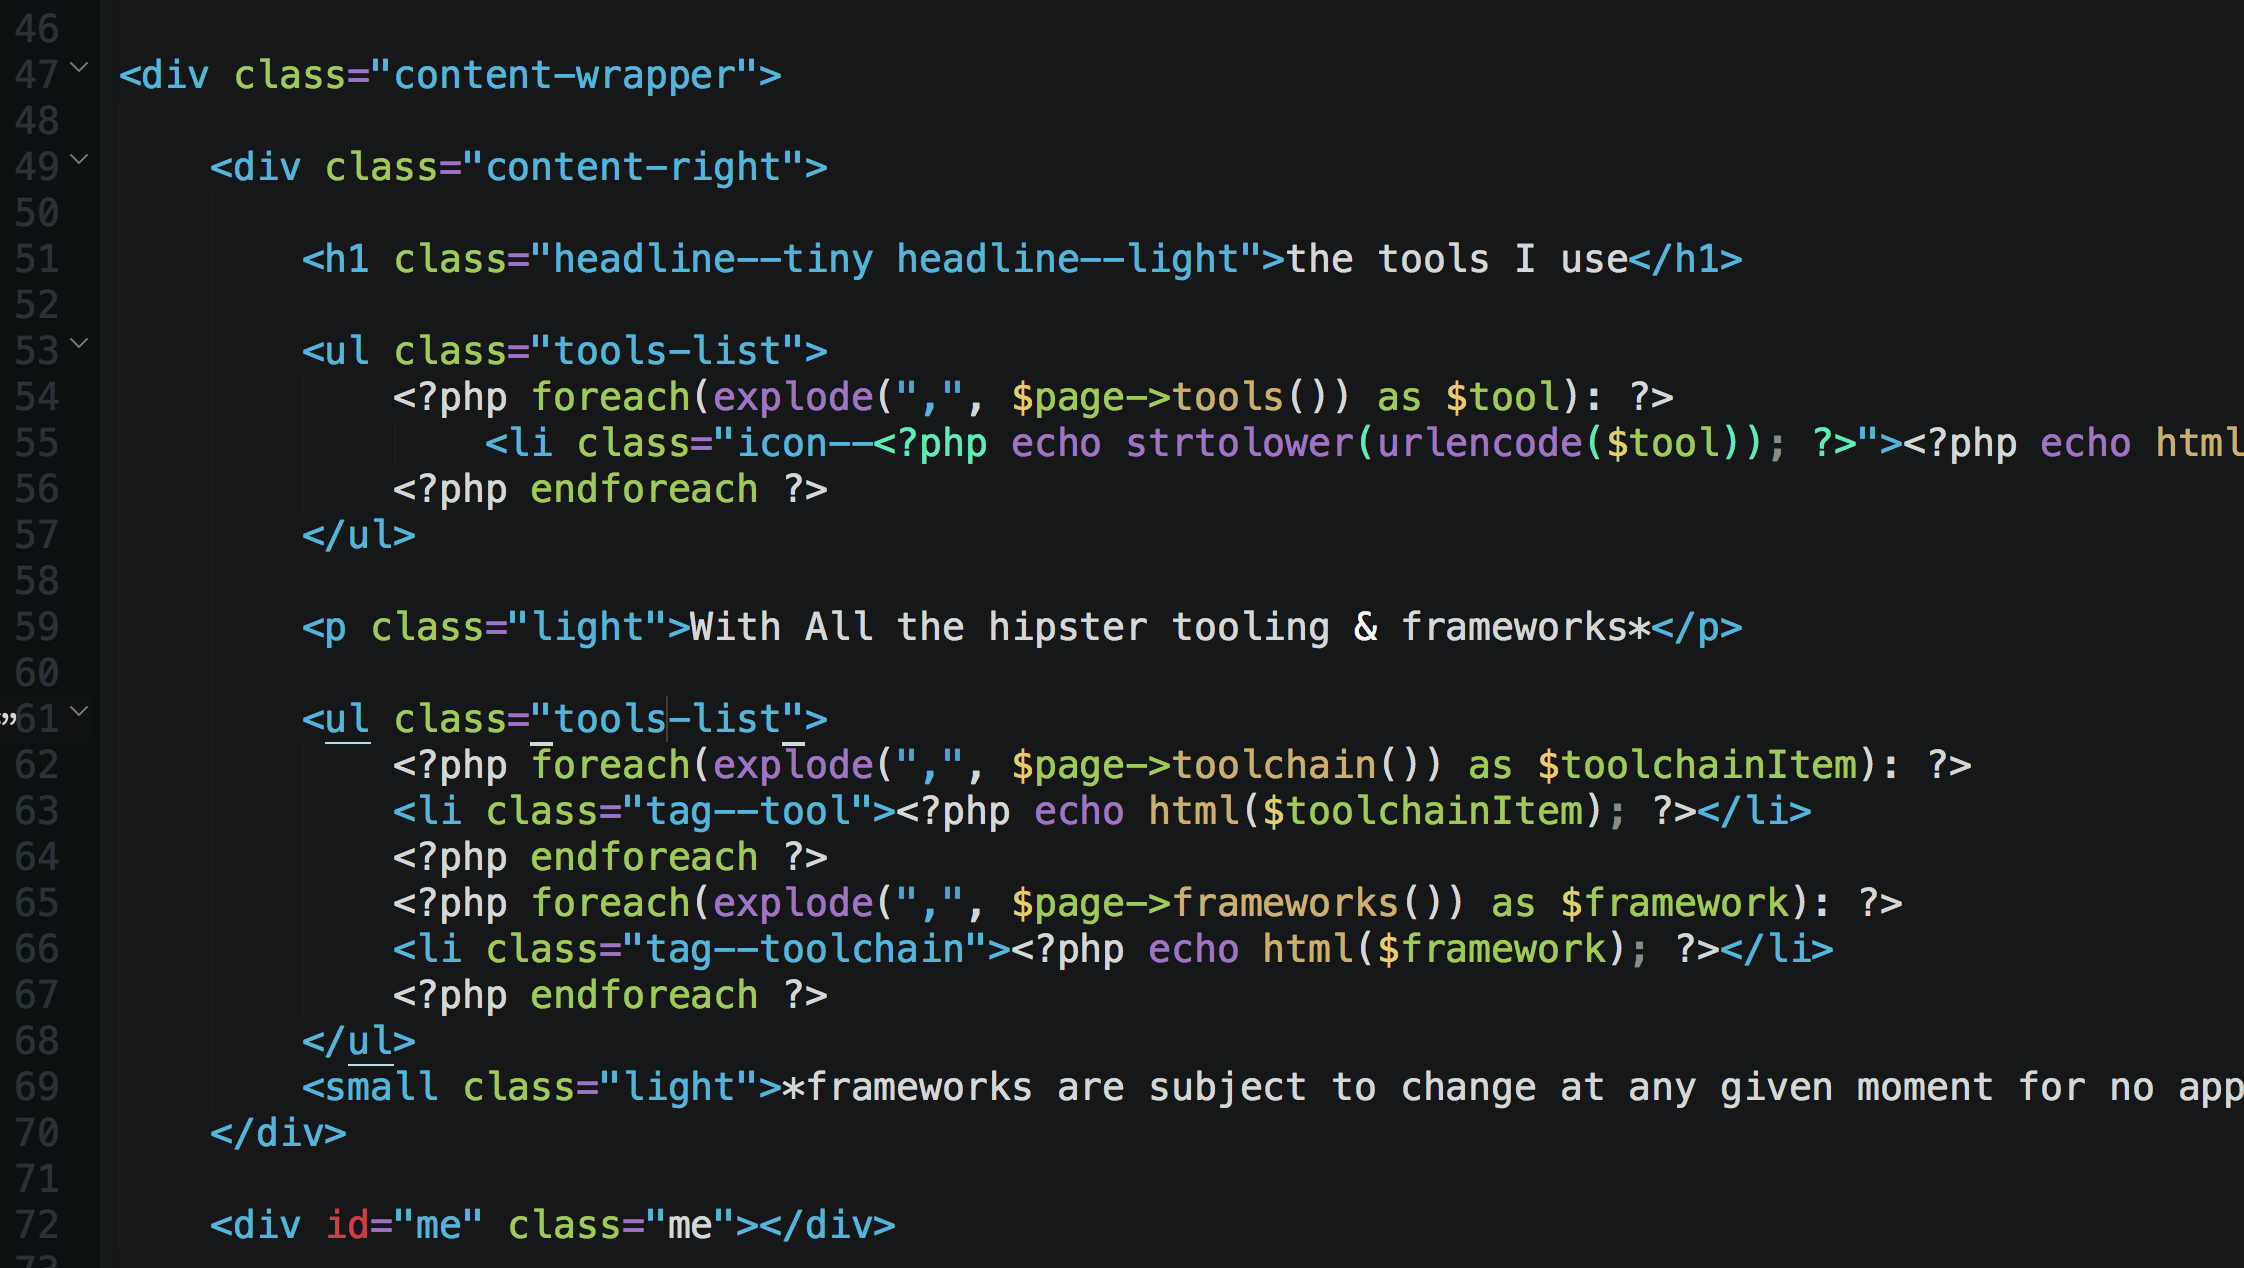 46
47 <div class="content-wrapper">
48
49 <div class="content-right">
50
51 <h1 class="headline--tiny headline--light">the tools I use</h1>
52
53 <ul class="tools-list">
54 <?php foreach(explode(",", $page->tools()) as $tool): ?>
55 <li class="icon--<?php echo strtolower(urlencode($tool)); ?>"><?php echo html
56 <?php endforeach ?>
57 </ul>
58
59 <p class="light">With All the hipster tooling & frameworks*</p>
60
61 <ul class="tools-list">
62 <?php foreach(explode(",", $page->toolchain()) as $toolchainItem): ?>
63 <li class="tag--tool"><?php echo html($toolchainItem); ?></li>
64 <?php endforeach ?>
65 <?php foreach(explode(",", $page->frameworks()) as $framework): ?>
66 <li class="tag--toolchain"><?php echo html($framework); ?></li>
67 <?php endforeach ?>
68 </ul>
69 <small class="light">*frameworks are subject to change at any given moment for no app
70 </div>
71
72 <div id="me" class="me"></div>
73